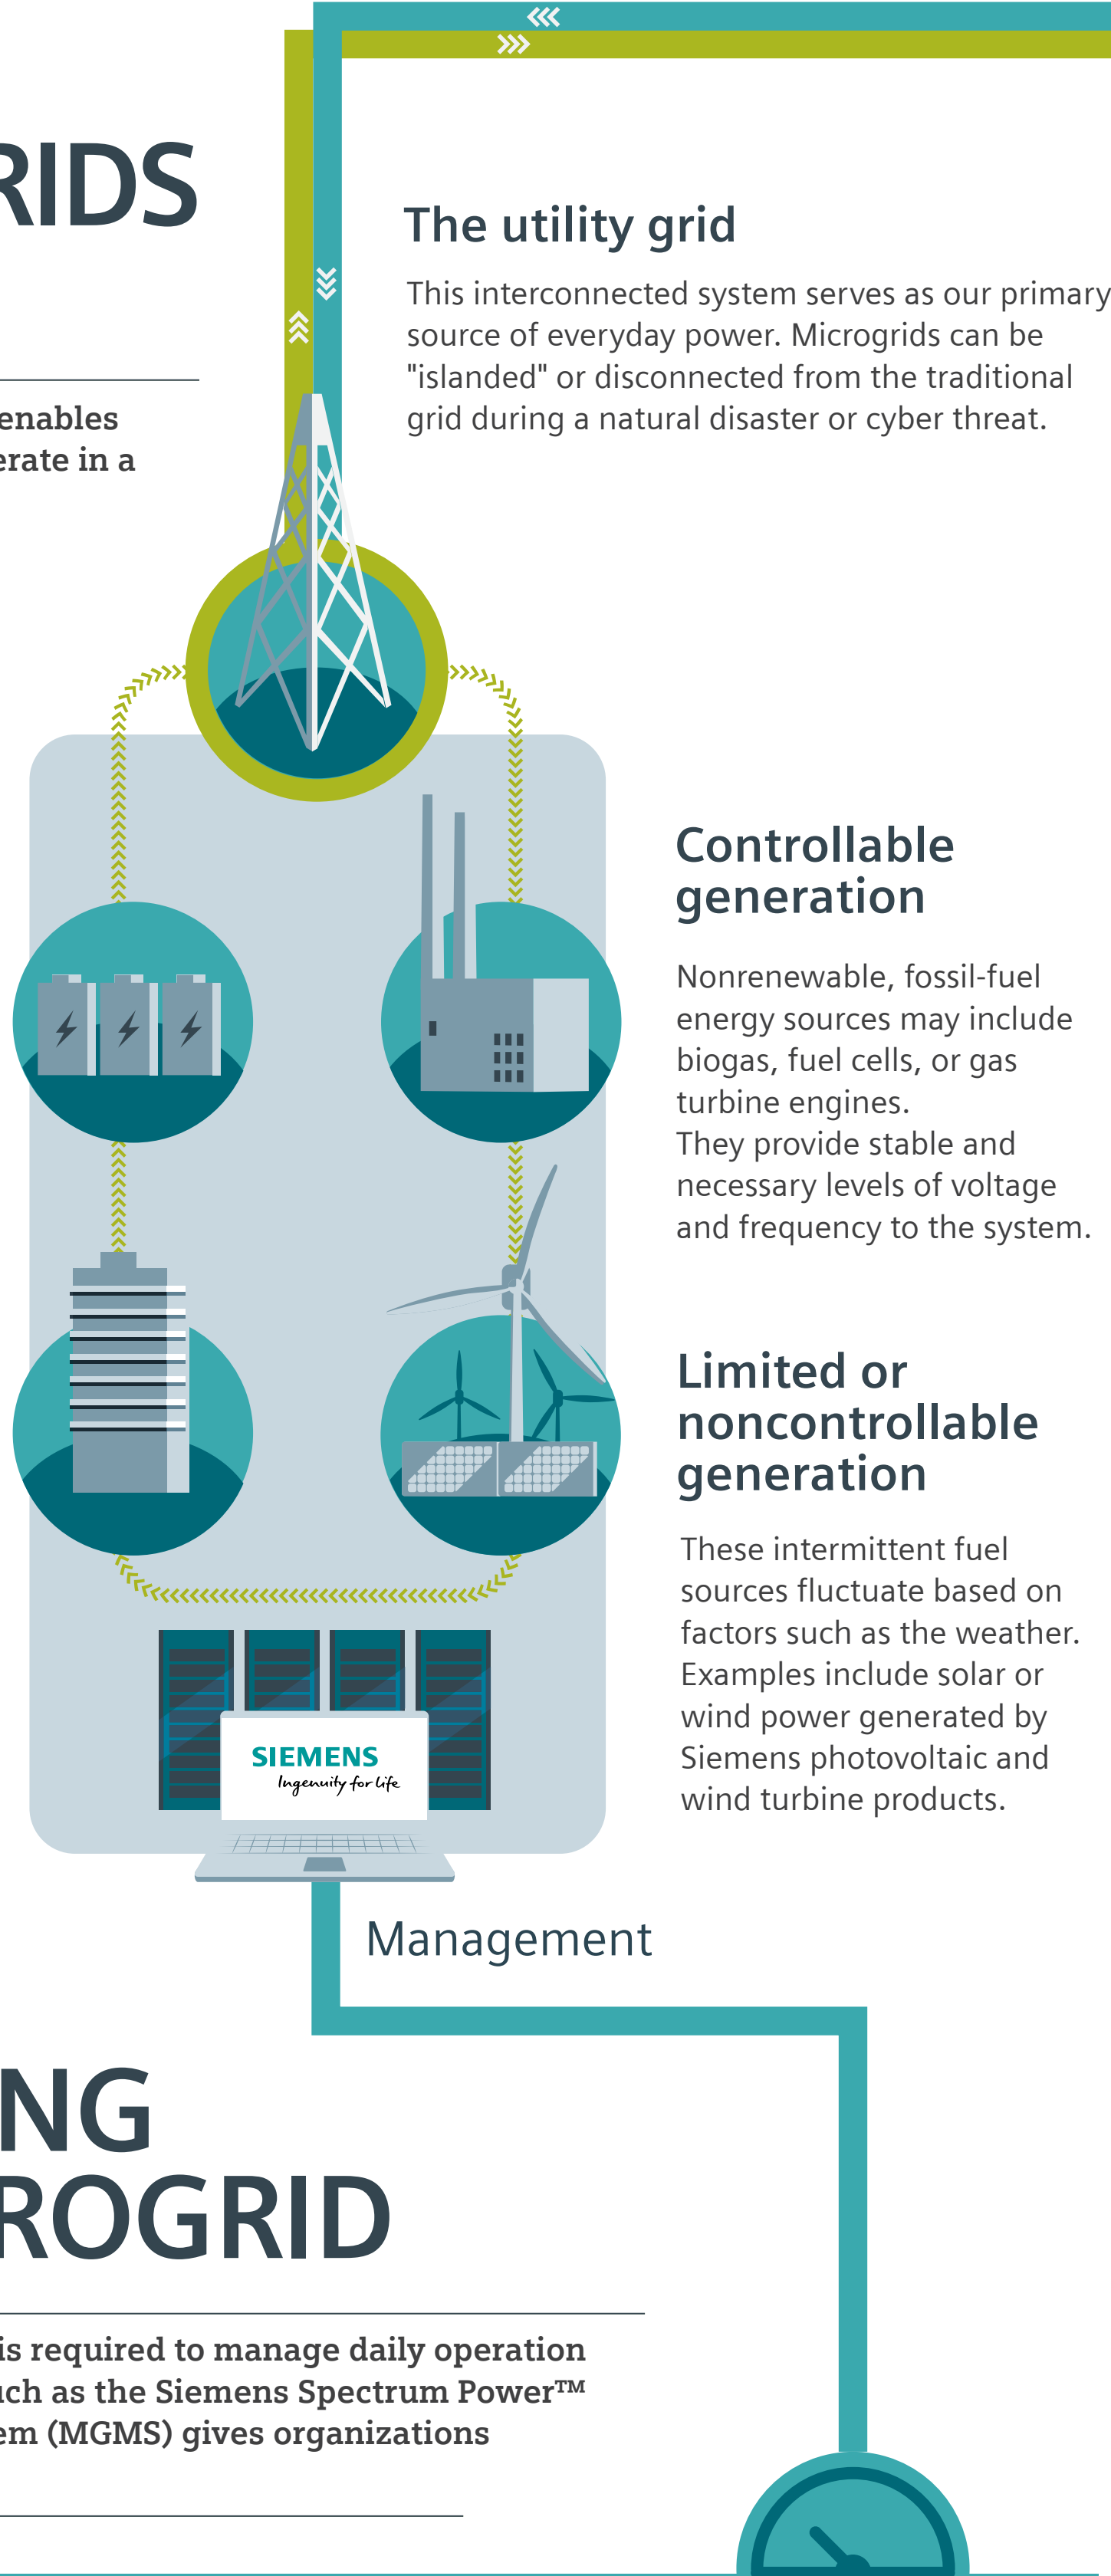 RIDS
The utility grid
This interconnected system serves as our primary
source of everyday power. Microgrids can be
"islanded" or disconnected from the traditional
grid during a natural disaster or cyber threat.
enables
erate in a
Controllable
generation
Nonrenewable, fossil-fuel
energy sources may include
biogas, fuel cells, or gas
turbine engines.
They provide stable and
necessary levels of voltage
and frequency to the system.
Limited or
noncontrollable
generation
These intermittent fuel
sources fluctuate based on
factors such as the weather.
Examples include solar or
wind power generated by
Siemens photovoltaic and
wind turbine products.
SIEMENS
Ingenuity for life
Management
NG
ROGRID
is required to manage daily operation
uch as the Siemens Spectrum Power™
em (MGMS) gives organizations